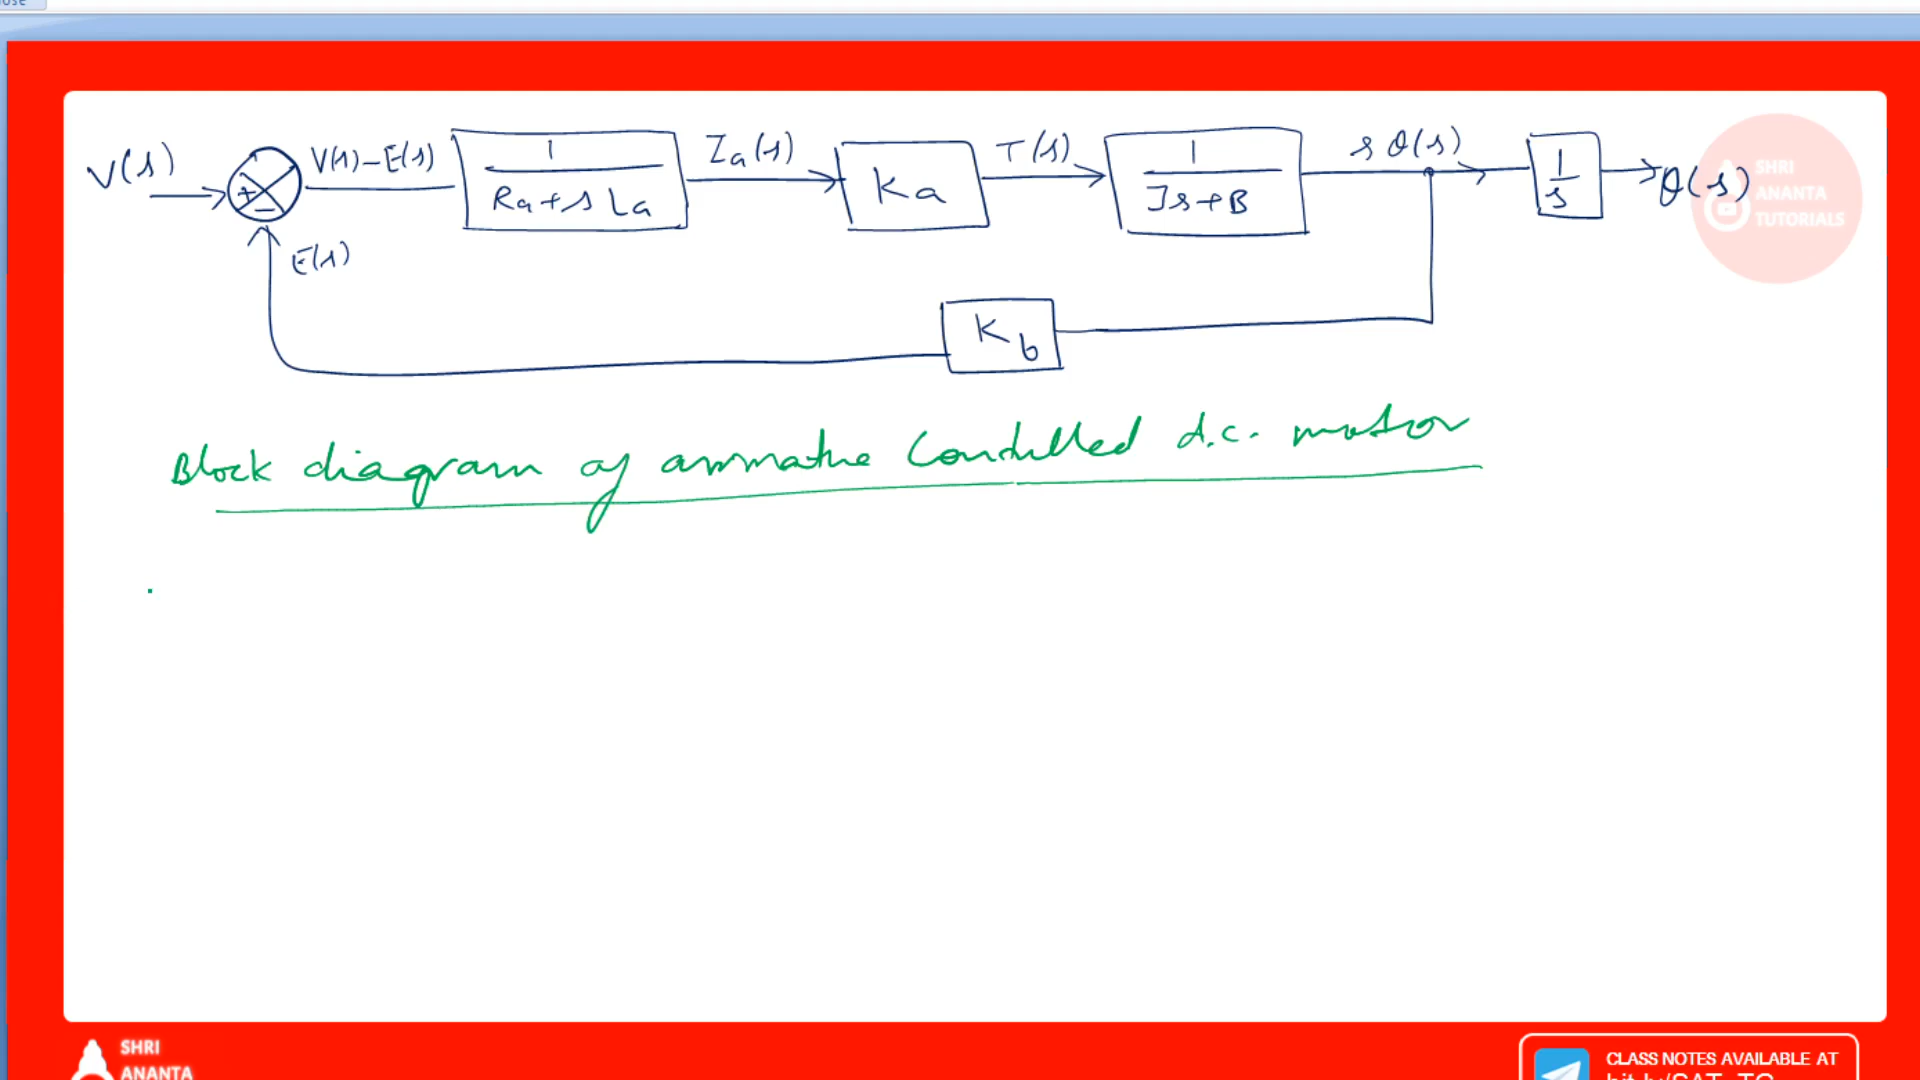 V(s)
V(s)-E(s)
1
Ra+sLa
Ia(s)
Ka
T(s)
1
Js+B
sθ(s)
1
s
θ(s)
+
-
E(s)
Kb
Block diagram of armature Controlled d.c. motor
SHRI
ANANTA
TUTORIALS
SHRI
ANANTA
CLASS NOTES AVAILABLE AT